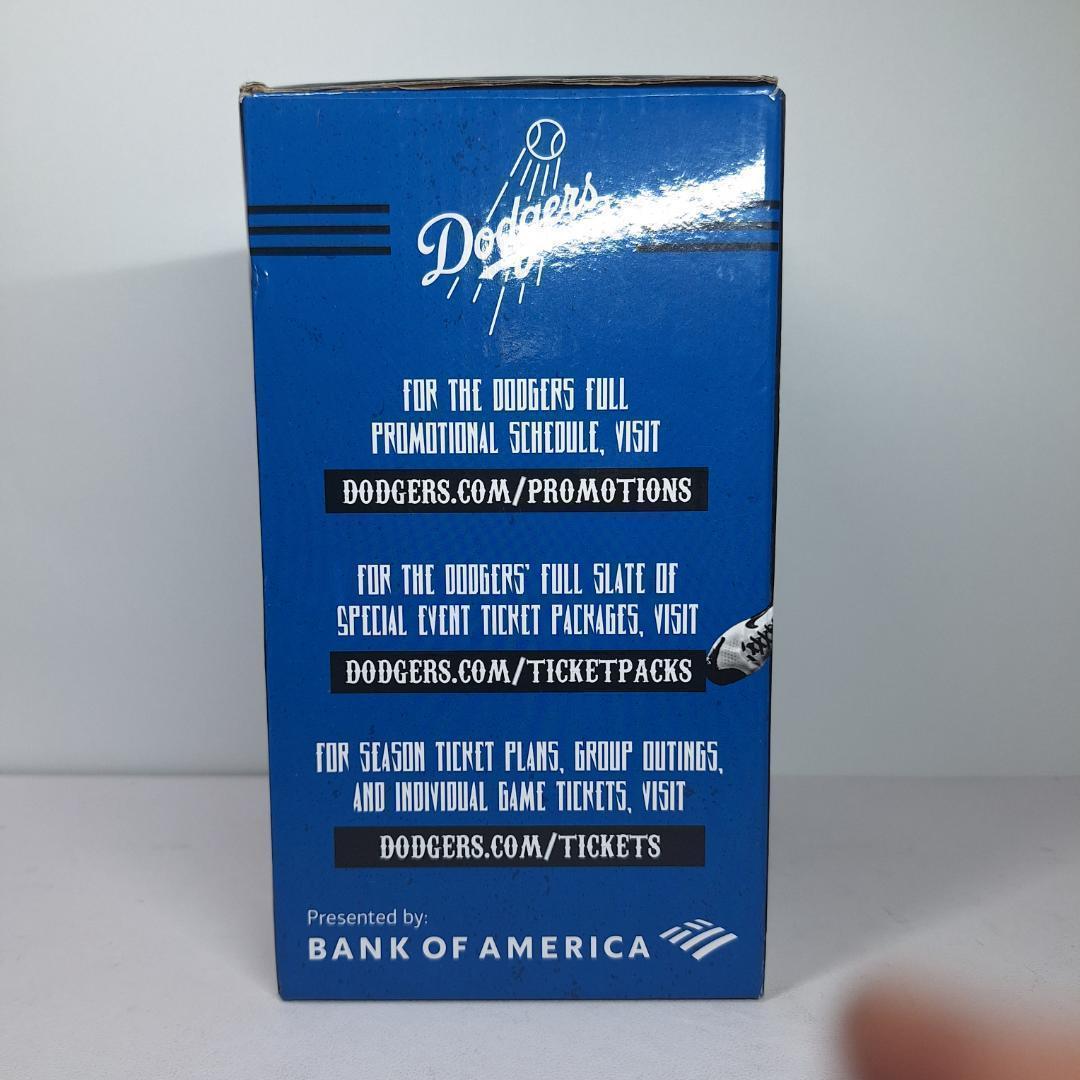 Dodgers
FOR THE DODGERS FULL
PROMOTIONAL SCHEDULE, VISIT
DODGERS.COM/PROMOTIONS
FOR THE DODGERS' FULL SLATE OF
SPECIAL EVENT TICKET PACKAGES, VISIT
DODGERS.COM/TICKETPACKS
FOR SEASON TICKET PLANS, GROUP OUTINGS,
AND INDIVIDUAL GAME TICKETS, VISIT
DODGERS.COM/TICKETS
Presented by:
BANK OF AMERICA